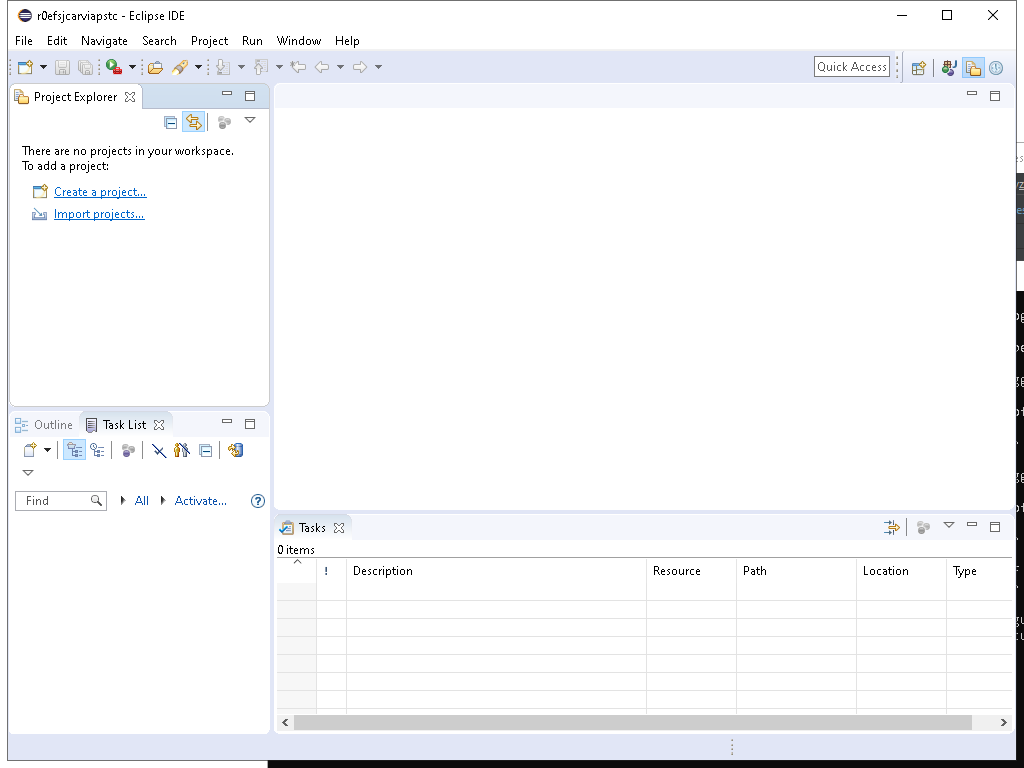 r0efsjcarviapstc - Eclipse IDE
File Edit Navigate Search Project Run Window Help
Quick Access
Project Explorer
There are no projects in your workspace.
To add a project:
Create a project...
Import projects...
Outline Task List
Find All Activate...
Tasks
0 items
! Description Resource Path Location Type